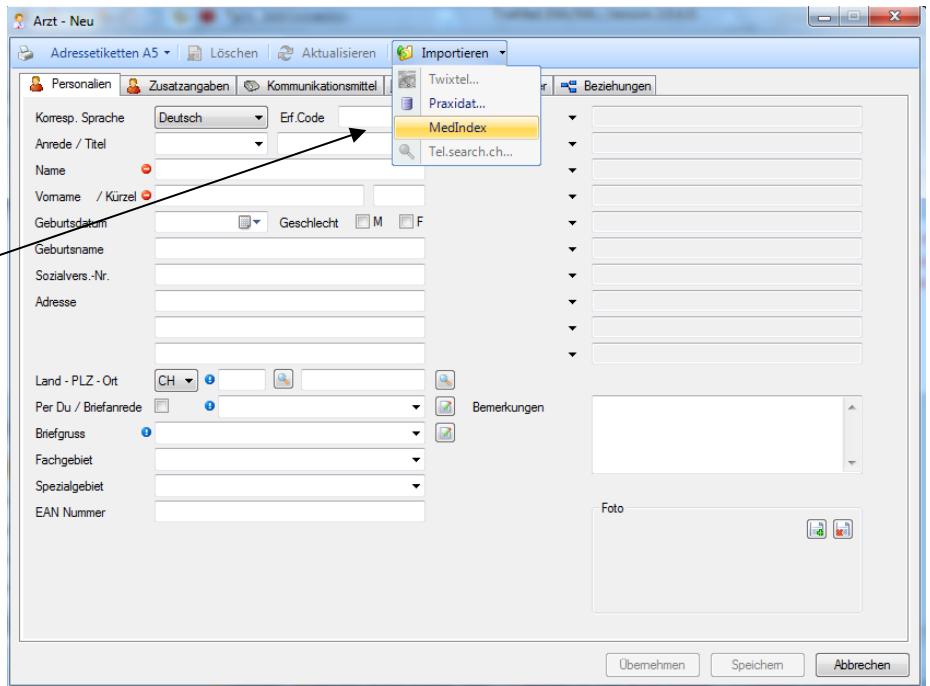 Arzt - Neu
Adressetiketten A5 Löschen Aktualisieren Importieren
Personalien Zusatzangaben Kommunikationsmittel r Beziehungen
Twixtel...
Praxidat...
MedIndex
Tel.search.ch...
Korresp. Sprache Deutsch Erf.Code
Anrede / Titel
Name
Vorname / Kürzel
Geburtsdatum Geschlecht M F
Geburtsname
Sozialvers.-Nr.
Adresse
Land - PLZ - Ort CH
Per Du / Briefanrede Bemerkungen
Briefgruss
Fachgebiet
Spezialgebiet
EAN Nummer Foto
Übernehmen Speichern Abbrechen